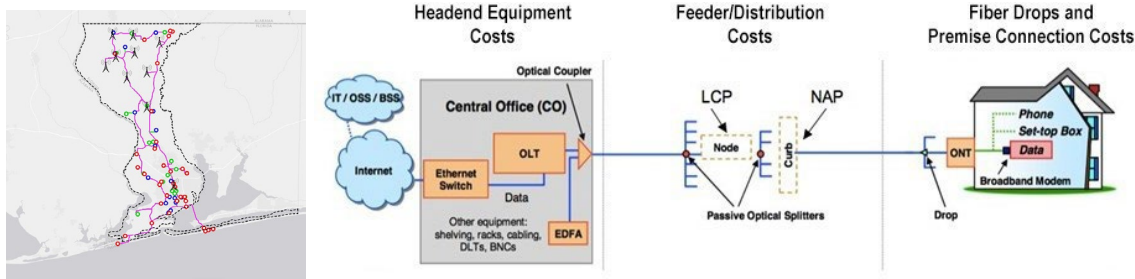 Headend Equipment
Costs
Feeder/Distribution
Costs
Fiber Drops and
Premise Connection Costs
Optical Coupler
IT / OSS / BSS
Central Office (CO)
LCP
NAP
Phone
Set-top Box
Data
Node
Curb
OLT
ONT
Internet
Ethernet
Switch
Data
Broadband Modem
Passive Optical Splitters
Drop
Other equipment:
shelving, racks, cabling,
DLTs, BNCs
EDFA